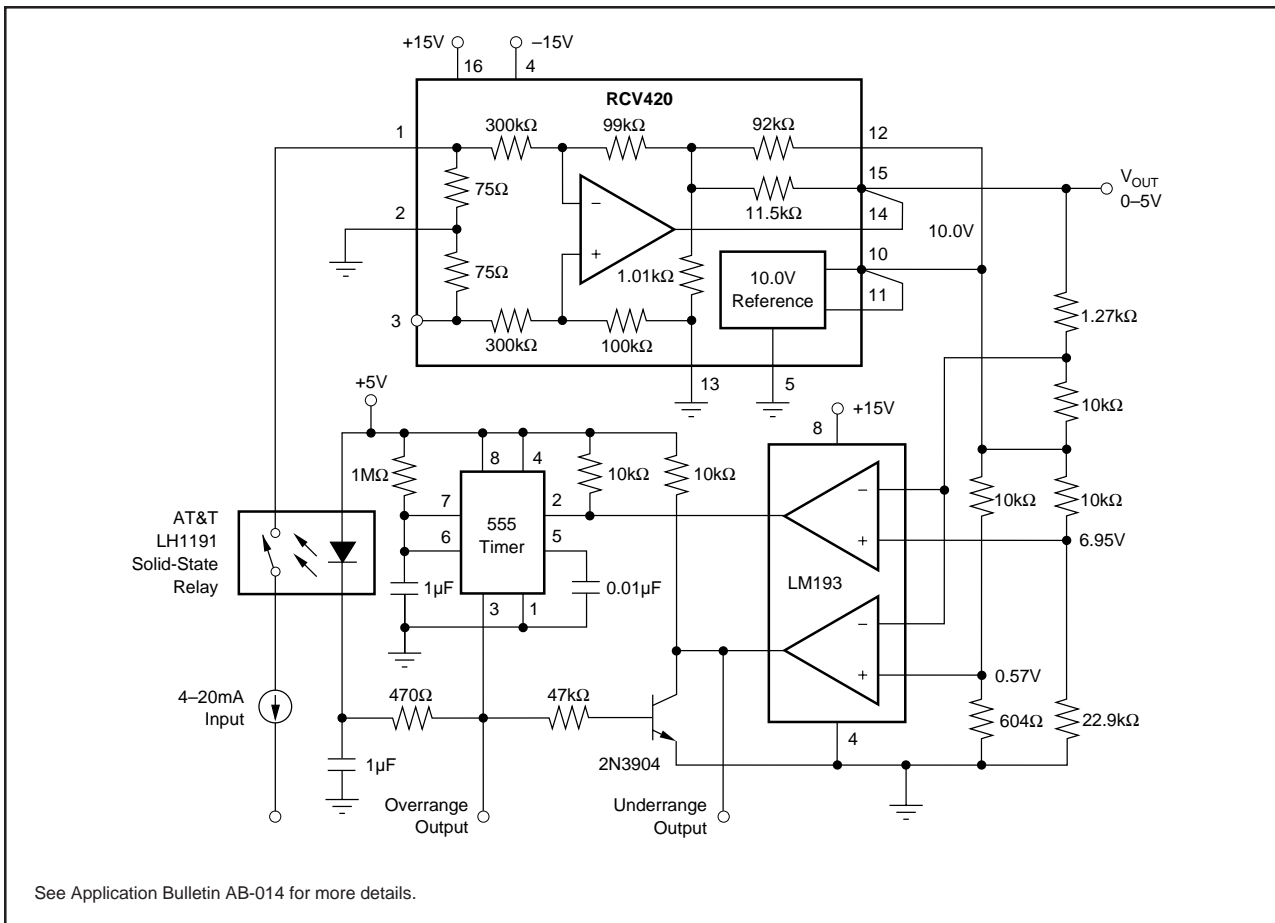 +15V
–15V
16
4
RCV420
1
300kΩ
99kΩ
92kΩ
12
15
VOUT
0–5V
75Ω
11.5kΩ
14
2
–
+
10.0V
10
75Ω
1.01kΩ
10.0V
Reference
11
1.27kΩ
3
300kΩ
100kΩ
13
5
+5V
+15V
10kΩ
8
8
4
1MΩ
10kΩ
10kΩ
–
10kΩ
10kΩ
7
2
AT&T
LH1191
Solid-State
Relay
555
Timer
6
5
+
6.95V
1µF
0.01µF
LM193
3
1
–
4–20mA
Input
470Ω
47kΩ
+
0.57V
604Ω
22.9kΩ
4
1µF
2N3904
Overrange
Output
Underrange
Output
See Application Bulletin AB-014 for more details.